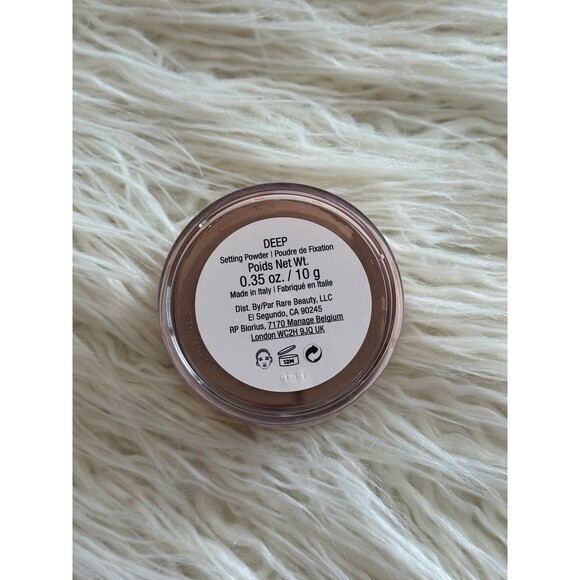 DEEP
Setting Powder | Poudre de Fixation
Poids Net Wt.
0.35 oz. / 10 g
Made in Italy | Fabriqué en Italie
Dist. By/Par Rare Beauty, LLC
El Segundo, CA 90245
RP Biorius, 7170 Manage Belgium
London WC2H 9JQ UK
12M